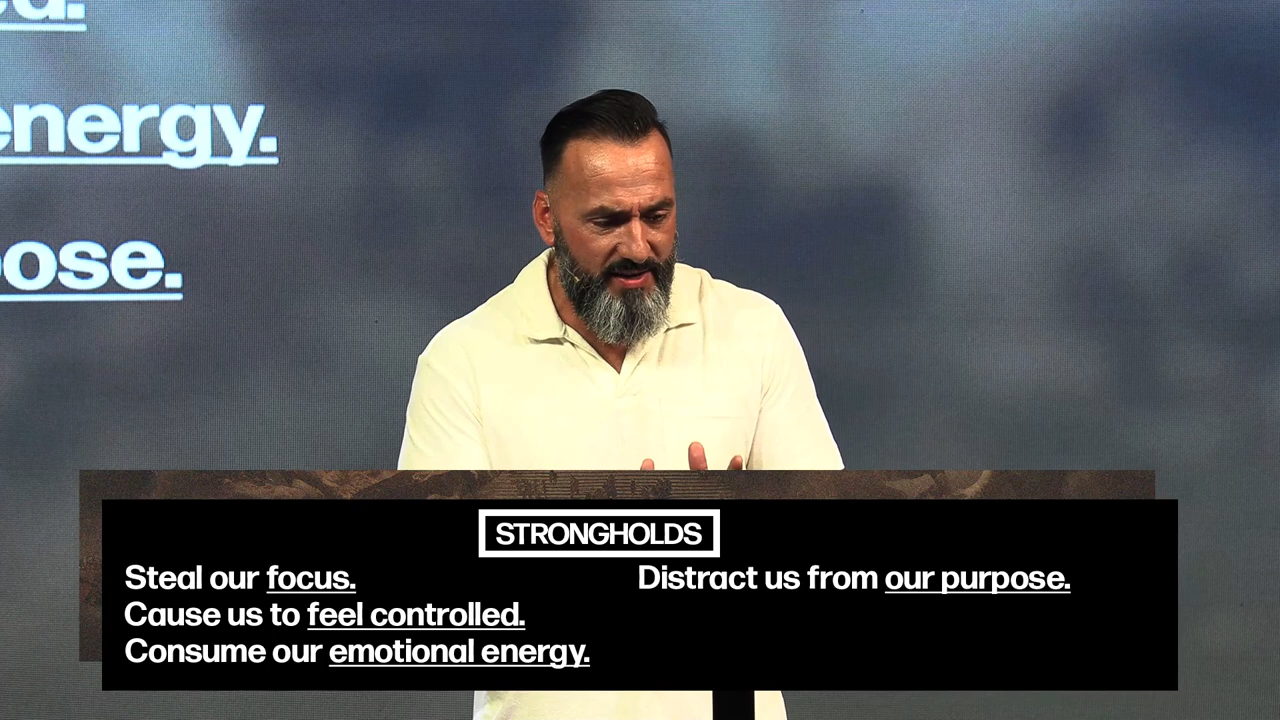 energy.
STRONGHOLDS
Steal our focus.
Cause us to feel controlled.
Consume our emotional energy.
Distract us from our purpose.